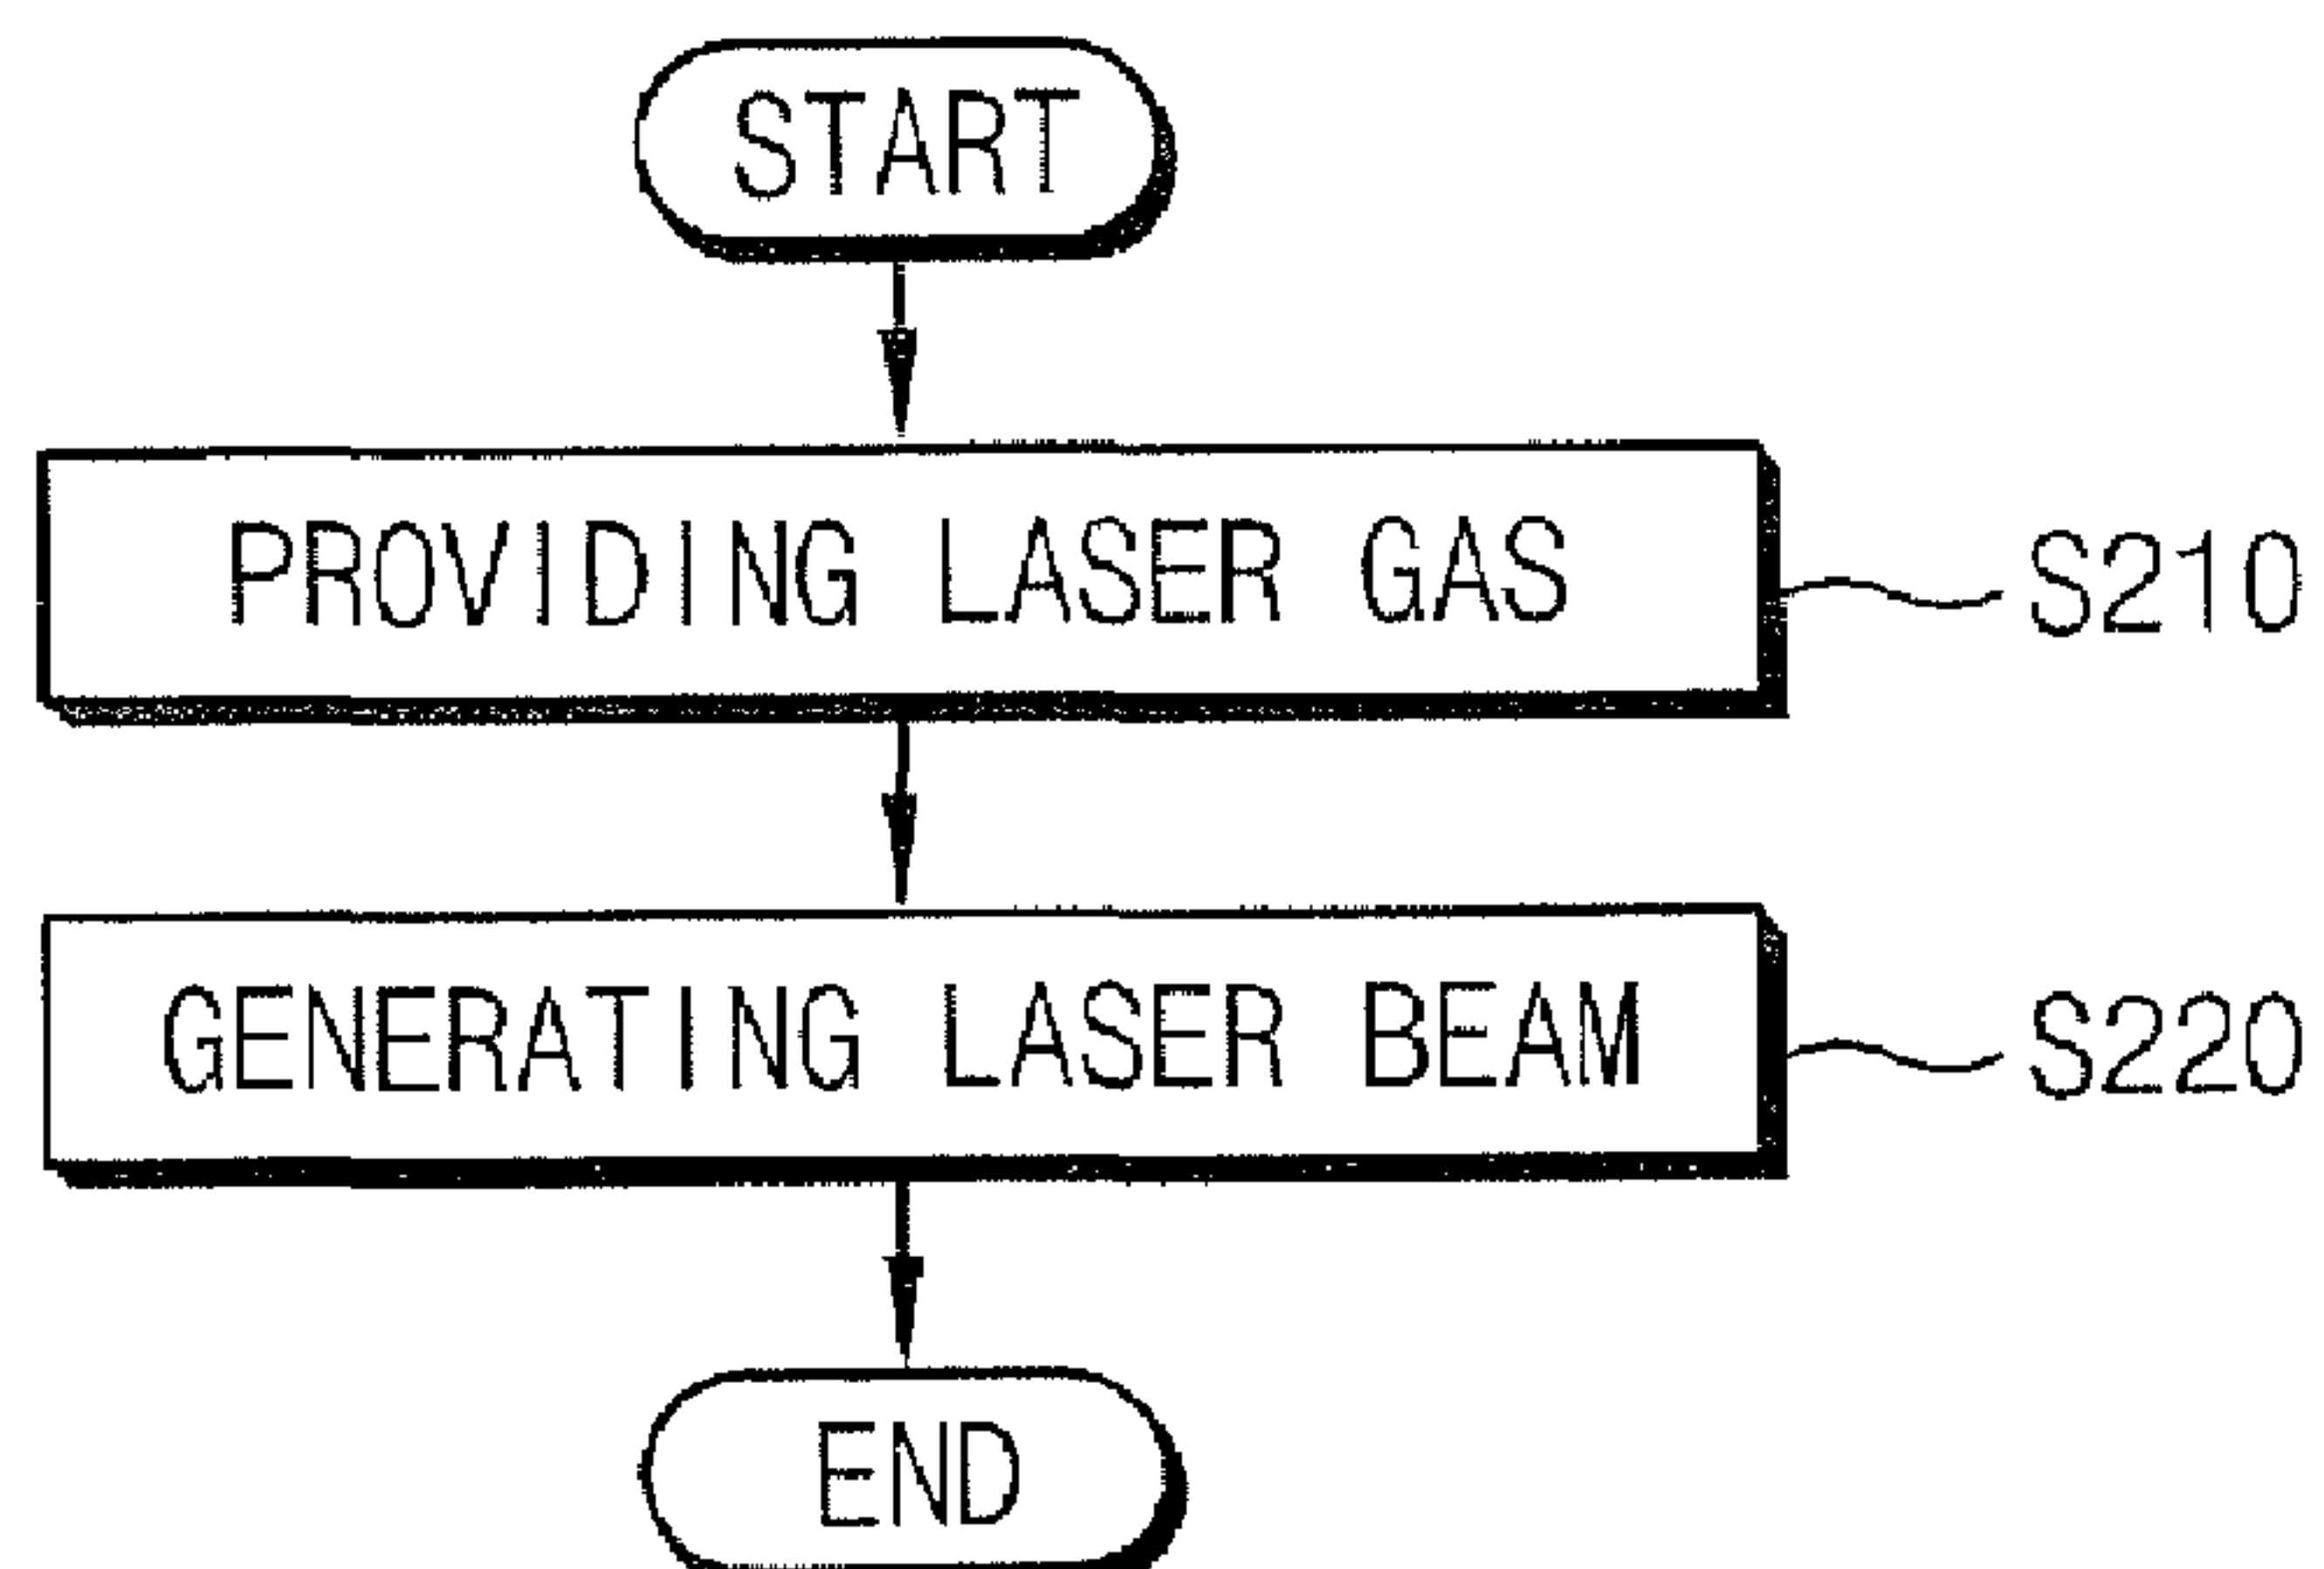 START
PROVIDING LASER GAS
S210
GENERATING LASER BEAM
S220
END